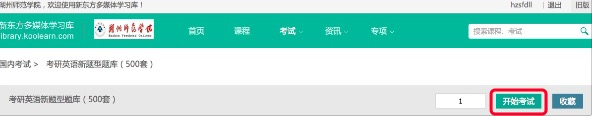 湖州师范学院，欢迎使用新东方多媒体学习库！ hzsfdll | 退出 旧版
新东方多媒体学习库
library.koolearn.com
首页 课程 考试 资讯 专项 搜索课程、考试
国内考试 > 考研英语新题型题库（500套）
考研英语新题型题库（500套） 1 开始考试 收藏